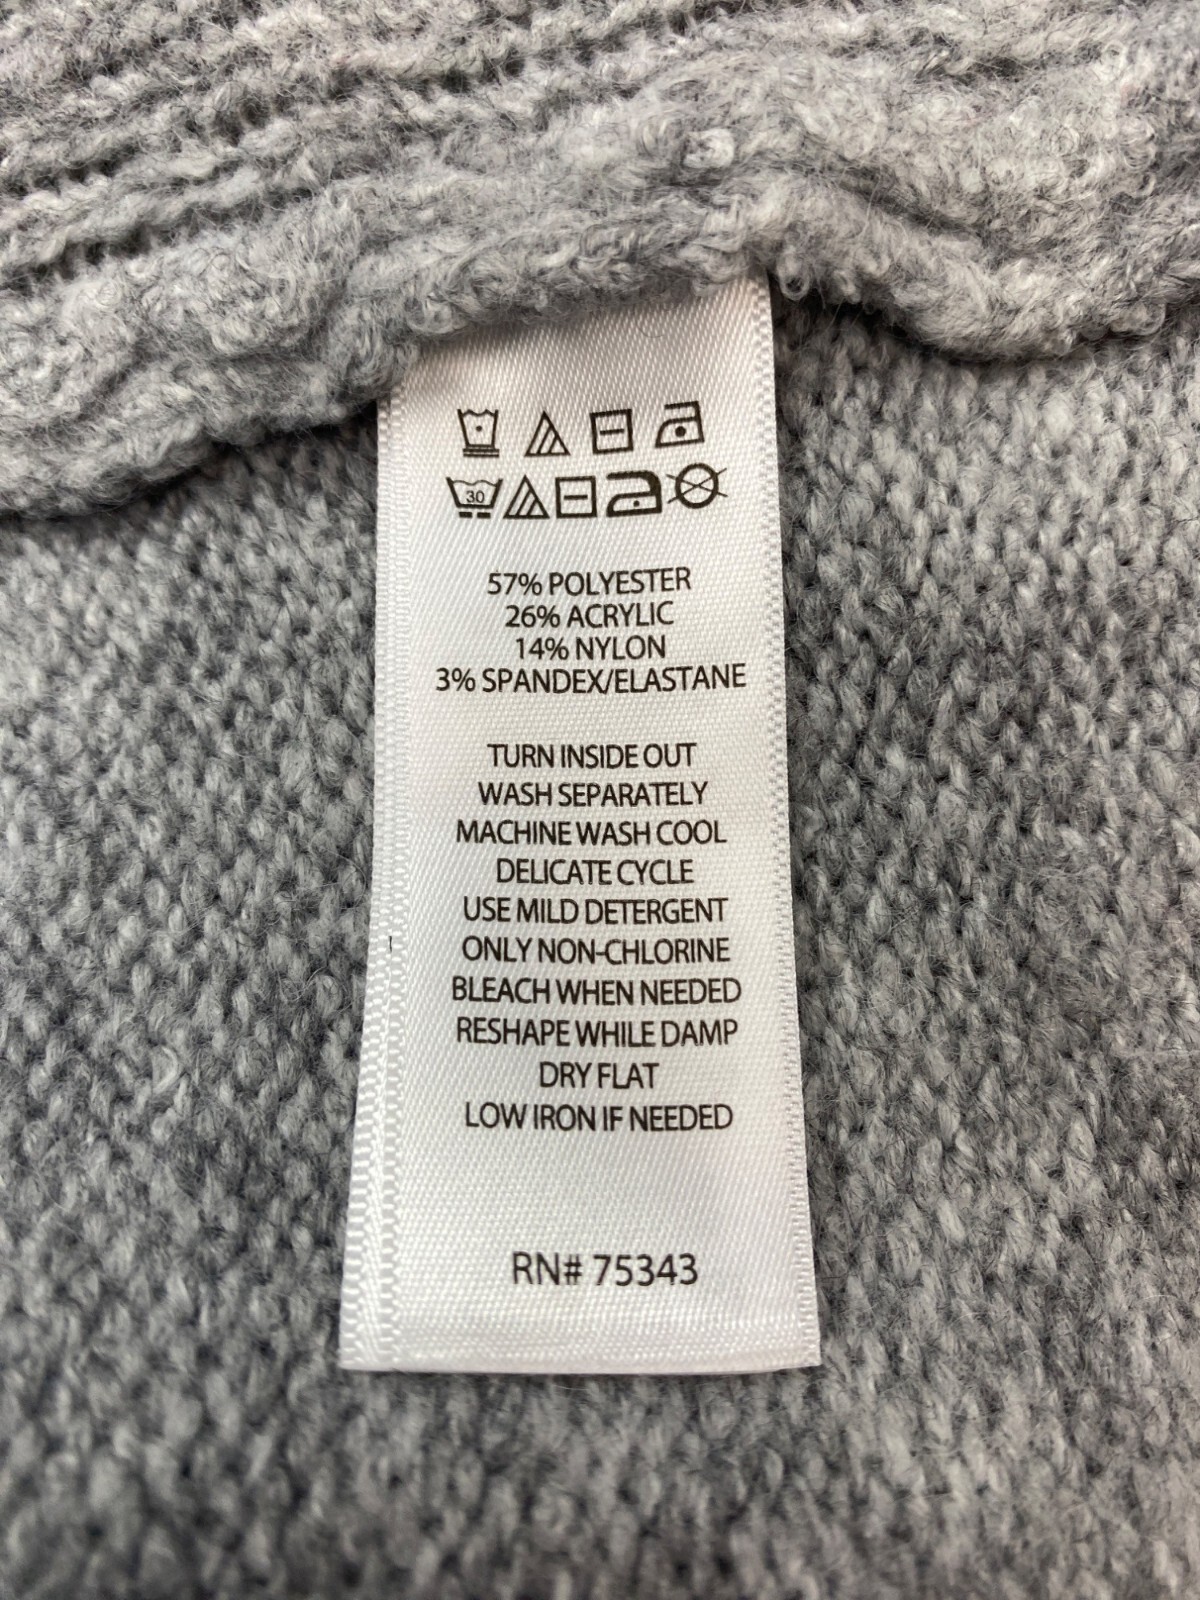 30
57% POLYESTER
26% ACRYLIC
14% NYLON
3% SPANDEX/ELASTANE
TURN INSIDE OUT
WASH SEPARATELY
MACHINE WASH COOL
DELICATE CYCLE
USE MILD DETERGENT
ONLY NON-CHLORINE
BLEACH WHEN NEEDED
RESHAPE WHILE DAMP
DRY FLAT
LOW IRON IF NEEDED
RN# 75343